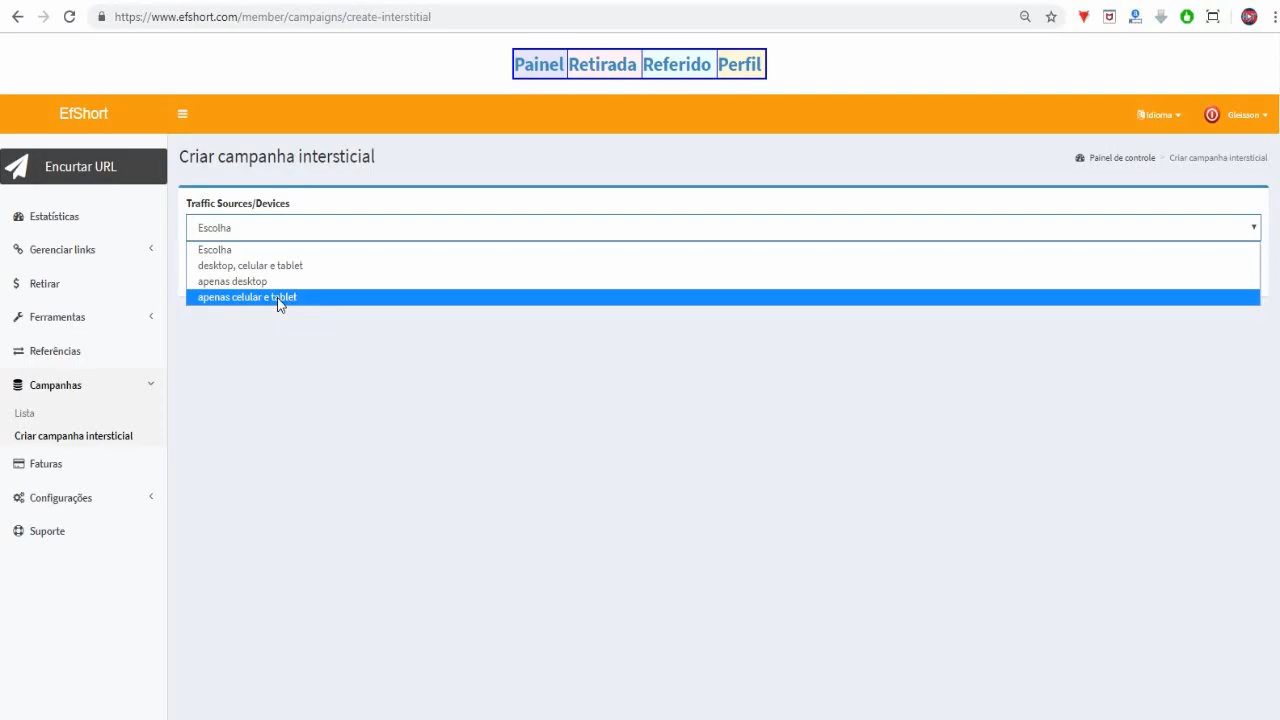 https://www.efshort.com/member/campaigns/create-interstitial
Painel Retirada Referido Perfil
EfShort
Idioma
Gleisson
Encurtar URL
Criar campanha intersticial
Painel de controle > Criar campanha intersticial
Estatísticas
Gerenciar links
Retirar
Ferramentas
Referências
Campanhas
Lista
Criar campanha intersticial
Faturas
Configurações
Suporte
Traffic Sources/Devices
Escolha
Escolha
desktop, celular e tablet
apenas desktop
apenas celular e tablet